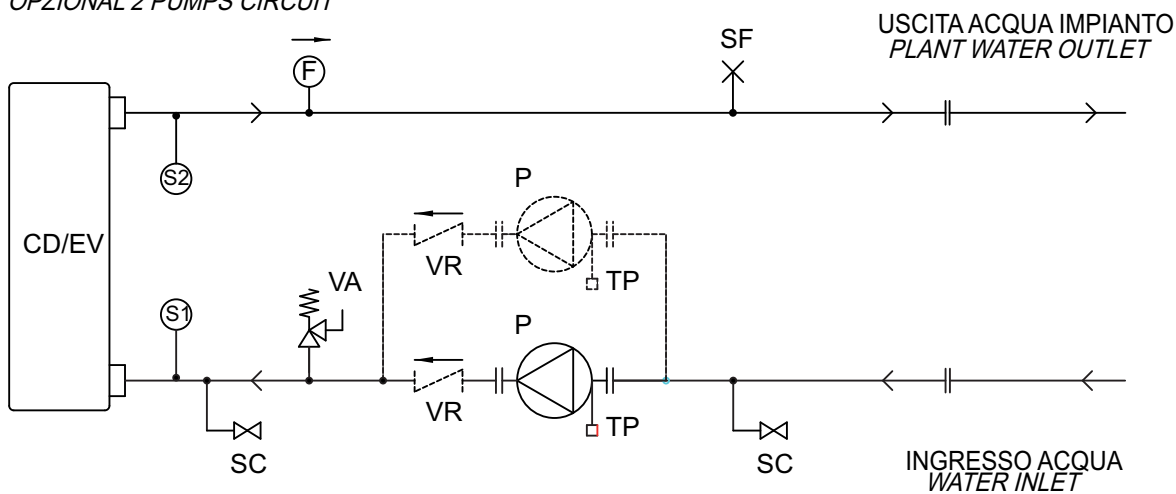 OPZIONAL 2 PUMPS CIRCUIT
USCITA ACQUA IMPIANTO
PLANT WATER OUTLET
SF
F
S2
P
CD/EV
VR
TP
VA
S1
P
VR
TP
SC
SC
INGRESSO ACQUA
WATER INLET